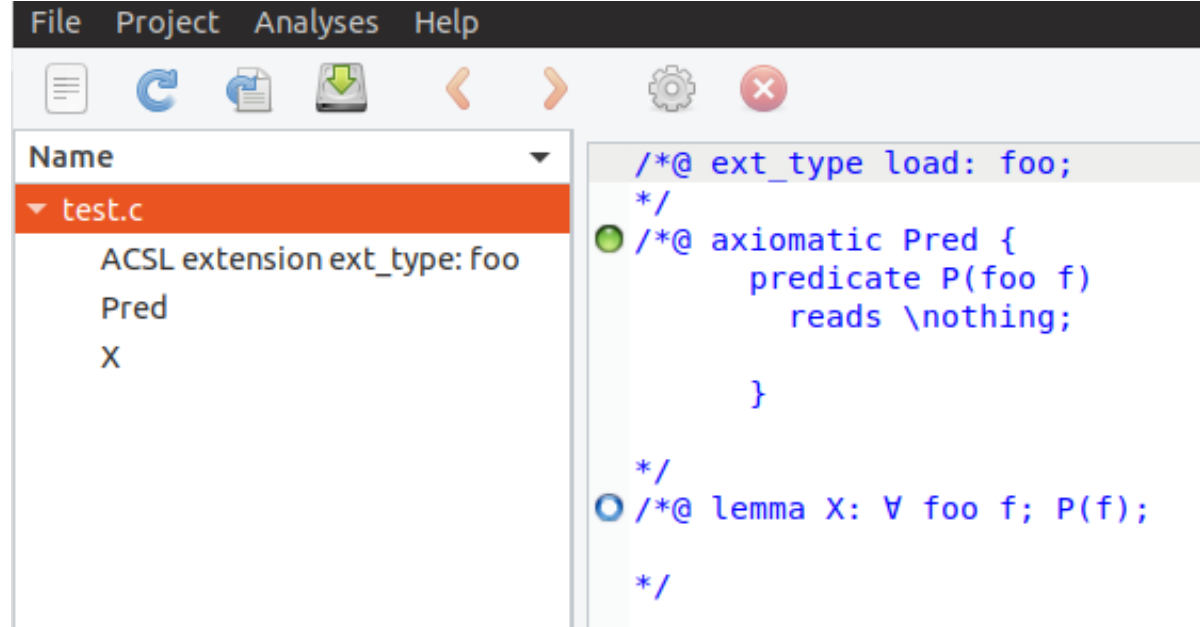 File Project Analyses Help
Name
test.c
ACSL extension ext_type: foo
Pred
X
/*@ ext_type load: foo;
*/
/*@ axiomatic Pred {
predicate P(foo f)
reads \nothing;
}
*/
/*@ lemma X: ∀ foo f; P(f);
*/